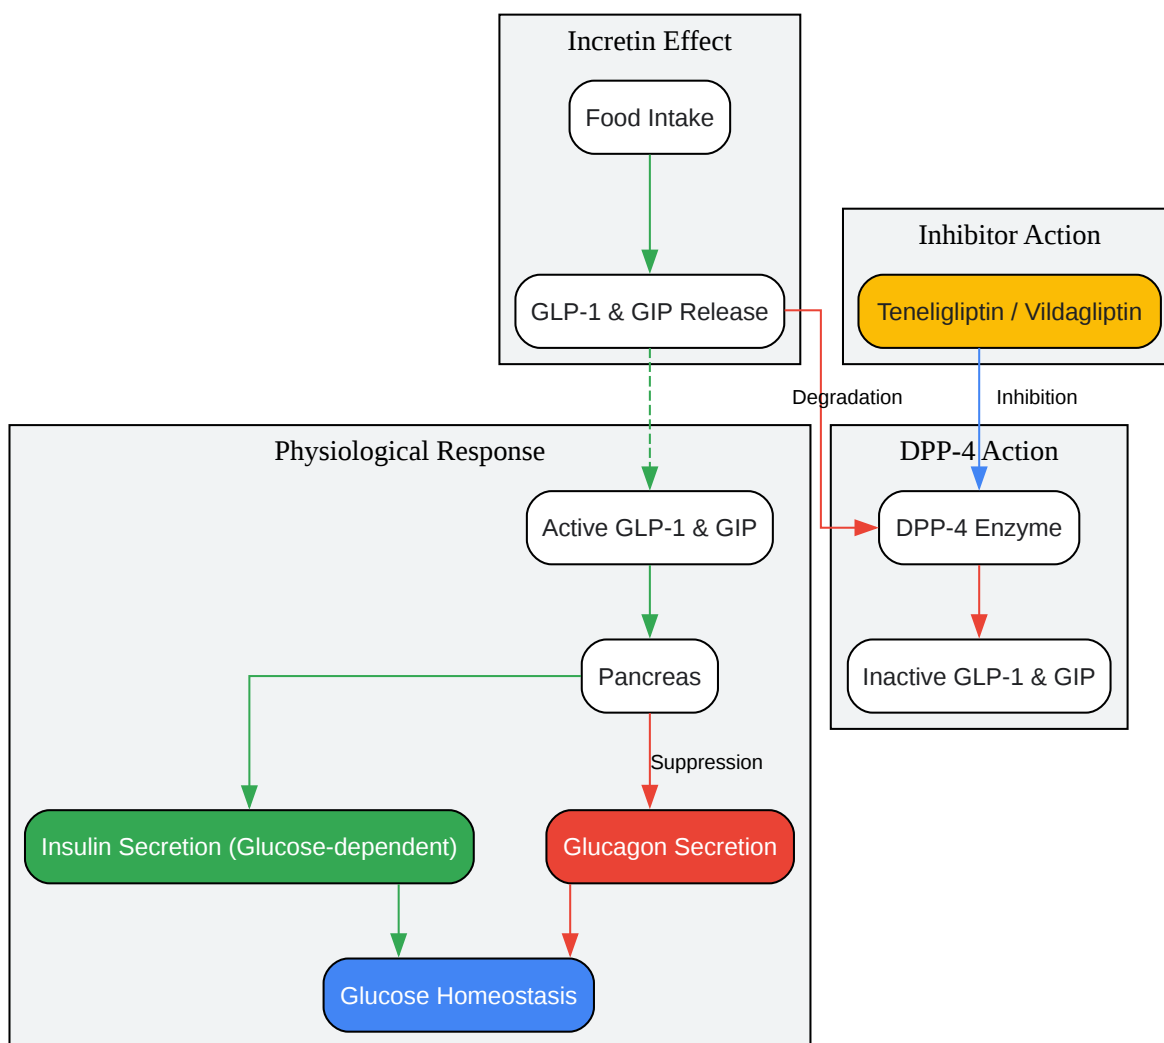 Incretin Effect
Food Intake
GLP-1 & GIP Release
Inhibitor Action
Teneligliptin / Vildagliptin
Degradation
Inhibition
Physiological Response
Active GLP-1 & GIP
Pancreas
Suppression
Insulin Secretion (Glucose-dependent)
Glucagon Secretion
Glucose Homeostasis
DPP-4 Action
DPP-4 Enzyme
Inactive GLP-1 & GIP